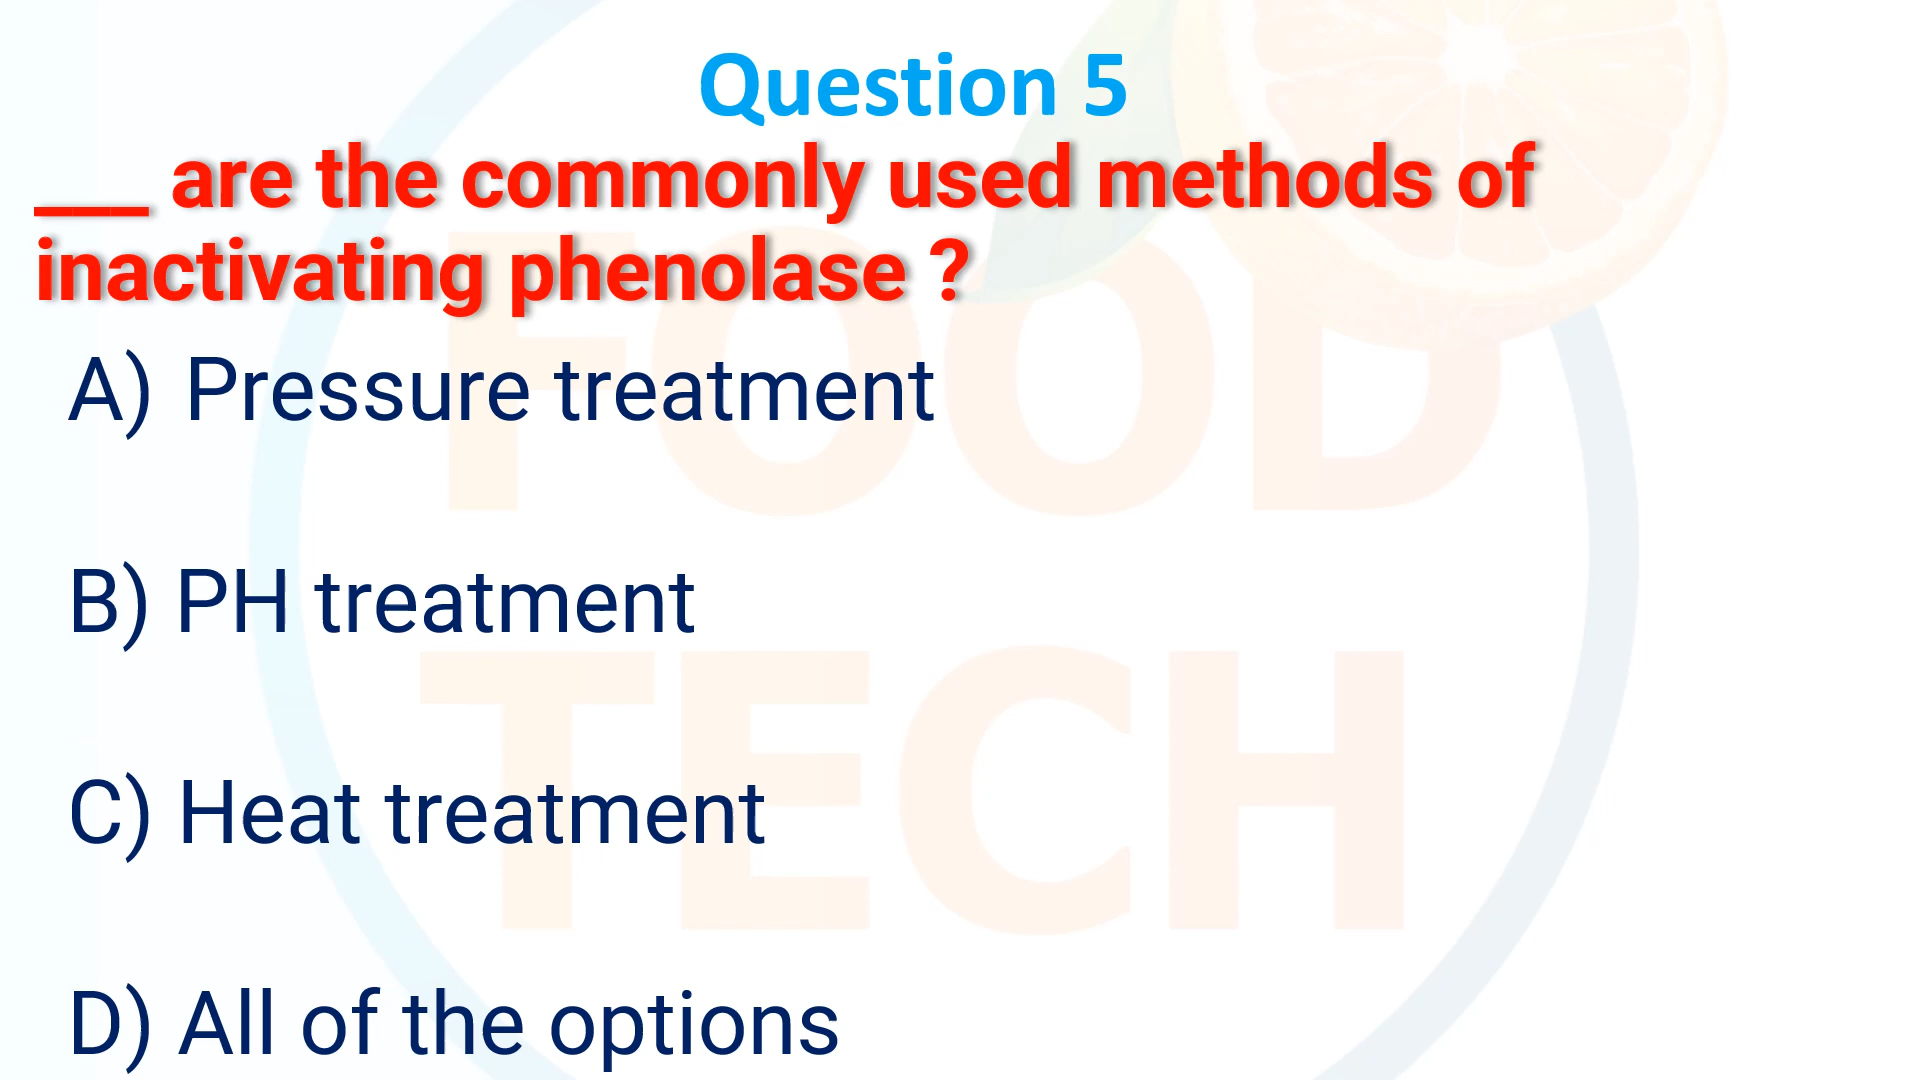 Question 5
___ are the commonly used methods of
inactivating phenolase ?
A) Pressure treatment
B) PH treatment
C) Heat treatment
D) All of the options
FOOD
TECH